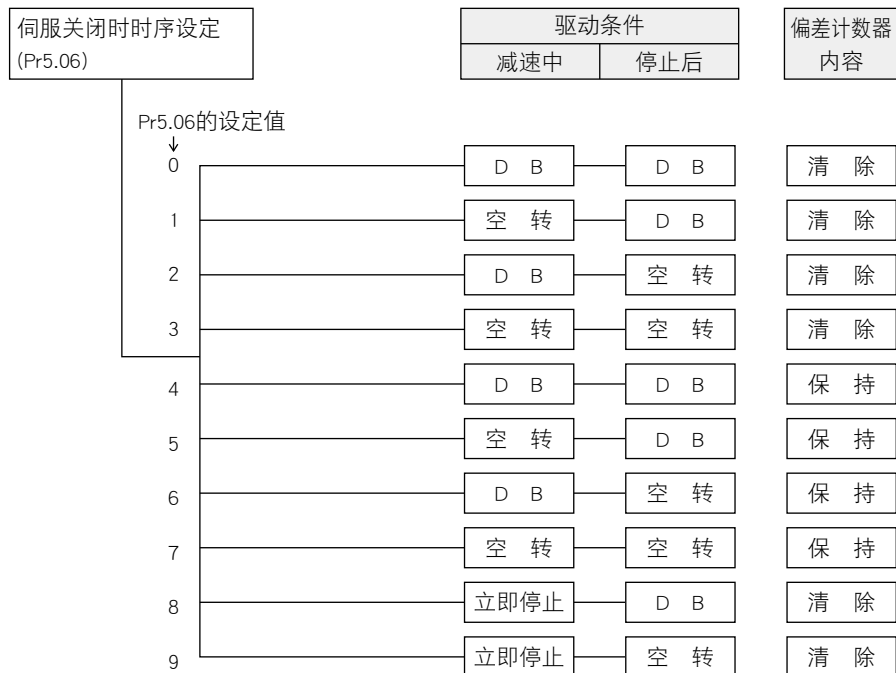 伺服关闭时时序设定
(Pr5.06)
驱动条件
减速中 停止后
偏差计数器
内容
Pr5.06的设定值
↓
0 D B D B 清 除
1 空 转 D B 清 除
2 D B 空 转 清 除
3 空 转 空 转 清 除
4 D B D B 保 持
5 空 转 D B 保 持
6 D B 空 转 保 持
7 空 转 空 转 保 持
8 立即停止 D B 清 除
9 立即停止 空 转 清 除